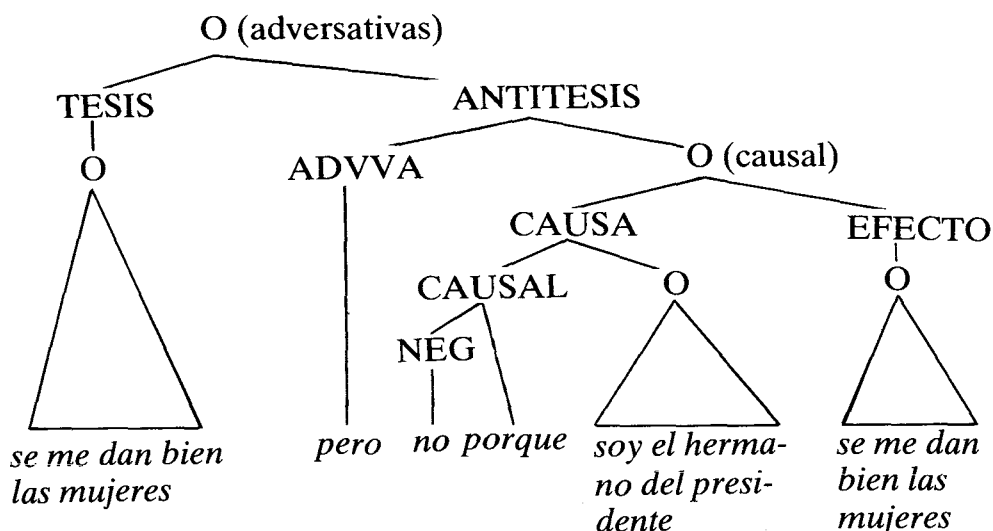 O (adversativas)
TESIS
ANTITESIS
O
ADVVA
O (causal)
CAUSA
EFECTO
CAUSAL
O
O
NEG
se me dan bien
las mujeres
pero
no porque
soy el herma-
no del presi-
dente
se me dan
bien las
mujeres